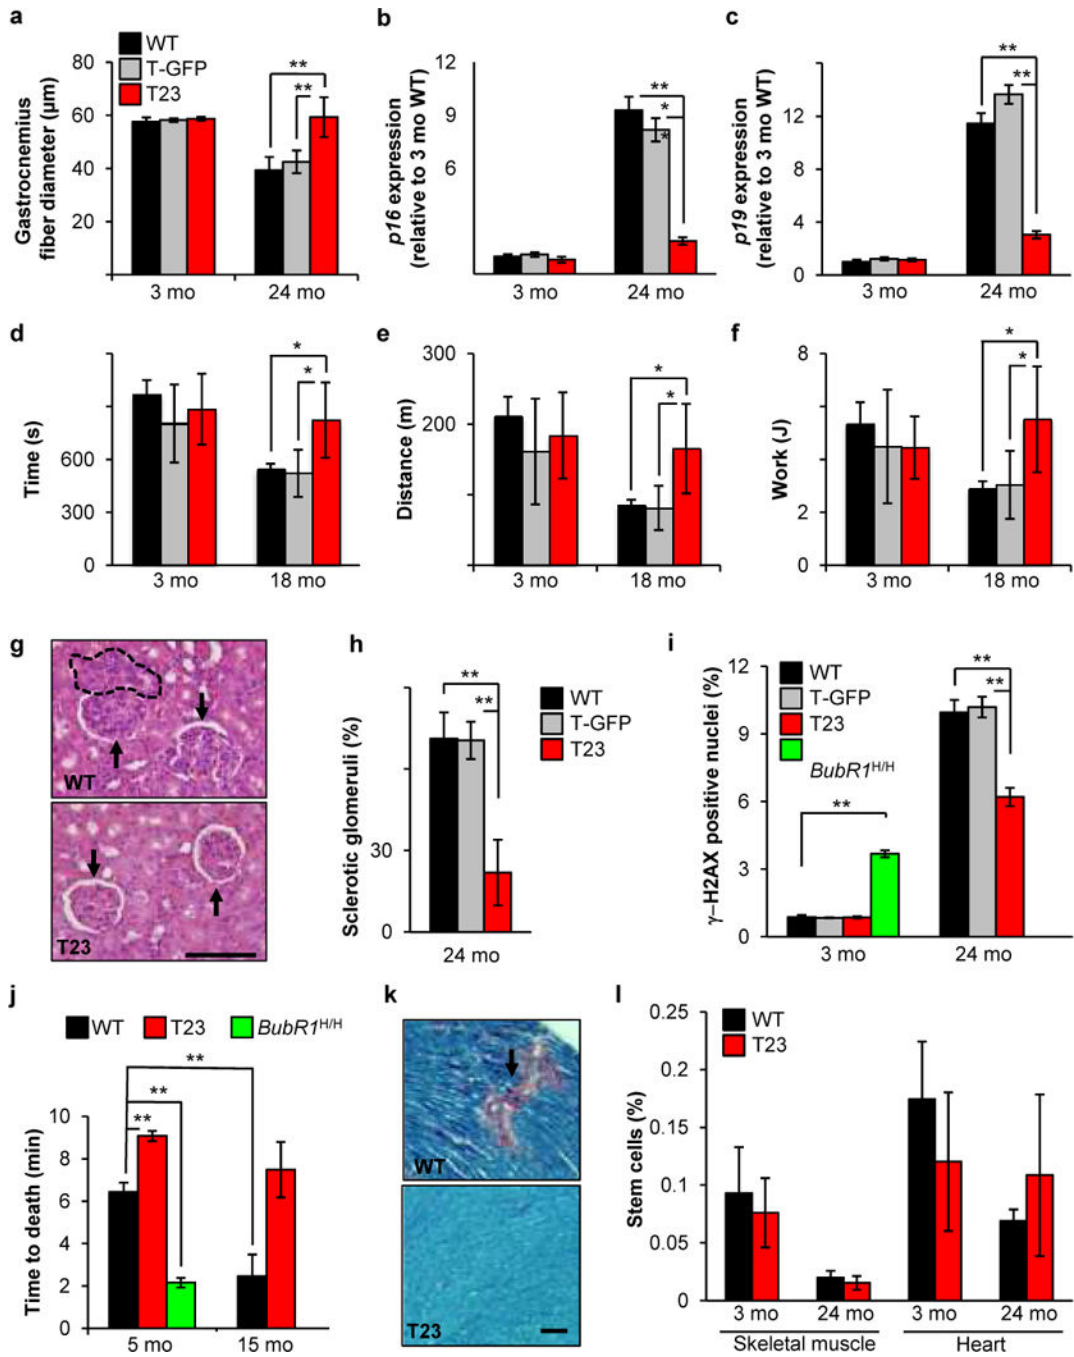 a
WT
T-GFP
T23
Gastrocnemius
fiber diameter (μm)
80
60
40
20
**
**
3 mo
24 mo
b
p16 expression
(relative to 3 mo WT)
12
9
6
**
*
*
3 mo
24 mo
c
p19 expression
(relative to 3 mo WT)
16
12
8
4
0
**
**
3 mo
24 mo
d
Time (s)
600
300
0
*
*
3 mo
18 mo
e
Distance (m)
300
200
*
*
3 mo
18 mo
f
Work (J)
8
2
0
*
*
3 mo
18 mo
g
WT
T23
h
Sclerotic glomeruli (%)
30
0
**
**
24 mo
WT
T-GFP
T23
i
γ–H2AX positive nuclei (%)
12
9
6
3
0
WT
T-GFP
T23
BubR1H/H
**
**
**
3 mo
24 mo
j
WT
T23
BubR1H/H
Time to death (min)
10
8
6
4
2
0
**
**
**
5 mo
15 mo
k
WT
T23
l
WT
T23
Stem cells (%)
0.25
0.2
0.15
0.1
0.05
0
3 mo
24 mo
3 mo
24 mo
Skeletal muscle
Heart